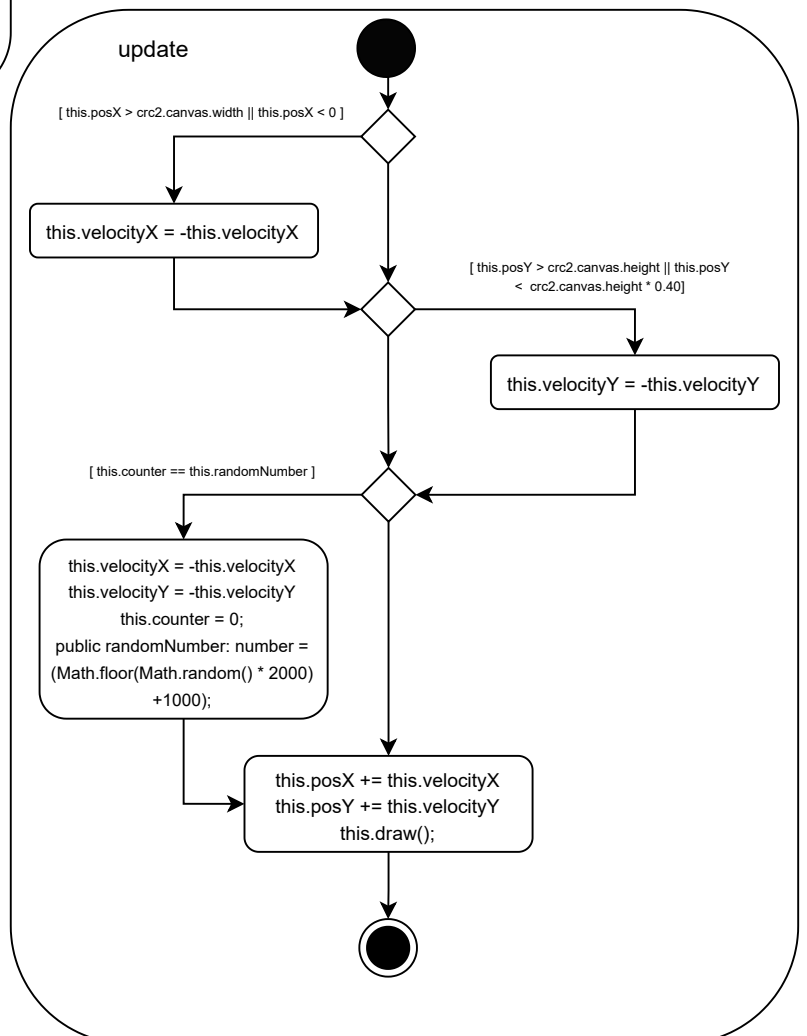 update
[ this.posX > crc2.canvas.width || this.posX < 0 ]
this.velocityX = -this.velocityX
[ this.posY > crc2.canvas.height || this.posY
< crc2.canvas.height * 0.40]
this.velocityY = -this.velocityY
[ this.counter == this.randomNumber ]
this.velocityX = -this.velocityX
this.velocityY = -this.velocityY
this.counter = 0;
public randomNumber: number =
(Math.floor(Math.random() * 2000)
+1000);
this.posX += this.velocityX
this.posY += this.velocityY
this.draw();